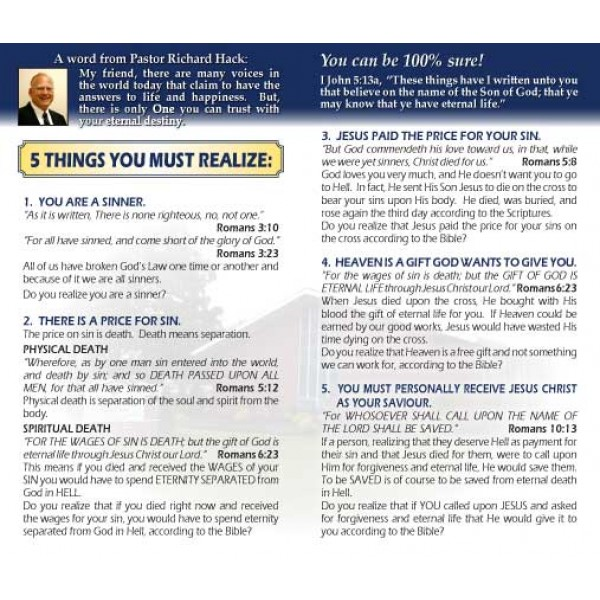 A word from Pastor Richard Hack:
My friend, there are many voices in
the world today that claim to have the
answers to life and happiness. But,
there is only One you can trust with
your eternal destiny.
5 THINGS YOU MUST REALIZE:
1. YOU ARE A SINNER.
"As it is written, There is none righteous, no, not one."
Romans 3:10
"For all have sinned, and come short of the glory of God."
Romans 3:23
All of us have broken God's Law one time or another and
because of it we are all sinners.
Do you realize you are a sinner?
2. THERE IS A PRICE FOR SIN.
The price on sin is death. Death means separation.
PHYSICAL DEATH
"Wherefore, as by one man sin entered into the world,
and death by sin; and so DEATH PASSED UPON ALL
MEN, for that all have sinned." Romans 5:12
Physical death is separation of the soul and spirit from the
body.
SPIRITUAL DEATH
"FOR THE WAGES OF SIN IS DEATH; but the gift of God is
eternal life through Jesus Christ our Lord." Romans 6:23
This means if you died and received the WAGES of your
SIN you would have to spend ETERNITY SEPARATED from
God in HELL.
Do you realize that if you died right now and received
the wages for your sin, you would have to spend eternity
separated from God in Hell, according to the Bible?
You can be 100% sure!
I John 5:13a, "These things have I written unto you
that believe on the name of the Son of God; that ye
may know that ye have eternal life."
3. JESUS PAID THE PRICE FOR YOUR SIN.
"But God commendeth his love toward us, in that, while
we were yet sinners, Christ died for us." Romans 5:8
God loves you very much, and He doesn't want you to go
to Hell. In fact, He sent His Son Jesus to die on the cross to
bear your sins upon His body. He died, was buried, and
rose again the third day according to the Scriptures.
Do you realize that Jesus paid the price for your sins on
the cross according to the Bible?
4. HEAVEN IS A GIFT GOD WANTS TO GIVE YOU.
"For the wages of sin is death; but the GIFT OF GOD IS
ETERNAL LIFE through Jesus Christ our Lord." Romans 6:23
When Jesus died upon the cross, He bought with His
blood the gift of eternal life for you. If Heaven could be
earned by our good works, Jesus would have wasted His
time dying on the cross.
Do you realize that Heaven is a free gift and not something
we can work for, according to the Bible?
5. YOU MUST PERSONALLY RECEIVE JESUS CHRIST
AS YOUR SAVIOUR.
"For WHOSOEVER SHALL CALL UPON THE NAME OF
THE LORD SHALL BE SAVED." Romans 10:13
If a person, realizing that they deserve Hell as payment for
their sin and that Jesus died for them, were to call upon
Him for forgiveness and eternal life, He would save them.
To be SAVED is of course to be saved from eternal death
in Hell.
Do you realize that if YOU called upon JESUS and asked
for forgiveness and eternal life that He would give it to
you according to the Bible?